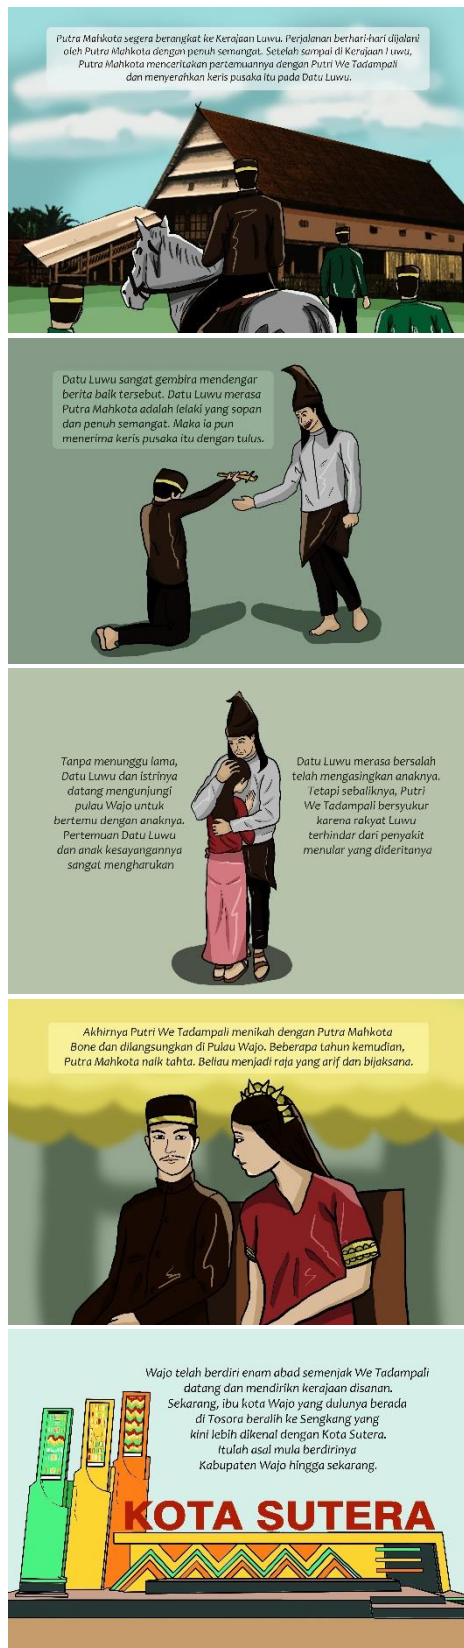 Putra Mahkota segera berangkat ke Kerajaan Luwu. Perjalanan berhari-hari dijalani
oleh Putra Mahkota dengan penuh semangat. Setelah sampai di Kerajaan Luwu,
Putra Mahkota menceritakan pertemuannya dengan Putri We Tadampali
dan menyerahkan keris pusaka itu pada Datu Luwu.
Datu Luwu sangat gembira mendengar
berita baik tersebut. Datu Luwu merasa
Putra Mahkota adalah lelaki yang sopan
dan penuh semangat. Maka ia pun
menerima keris pusaka itu dengan tulus.
Tanpa menunggu lama,
Datu Luwu dan istrinya
datang mengunjungi
pulau Wajo untuk
bertemu dengan anaknya.
Pertemuan Datu Luwu
dan anak kesayangannya
sangat mengharukan
Datu Luwu merasa bersalah
telah mengasingkan anaknya.
Tetapi sebaliknya, Putri
We Tadampali bersyukur
karena rakyat Luwu
terhindar dari penyakit
menular yang dideritanya
Akhirnya Putri We Tadampali menikah dengan Putra Mahkota
Bone dan dilangsungkan di Pulau Wajo. Beberapa tahun kemudian,
Putra Mahkota naik tahta. Beliau menjadi raja yang arif dan bijaksana.
Wajo telah berdiri enam abad semenjak We Tadampali
datang dan mendirikn kerajaan disanan.
Sekarang, ibu kota Wajo yang dulunya berada
di Tosora beralih ke Sengkang yang
kini lebih dikenal dengan Kota Sutera.
Itulah asal mula berdirinya
Kabupaten Wajo hingga sekarang.
KOTA SUTERA